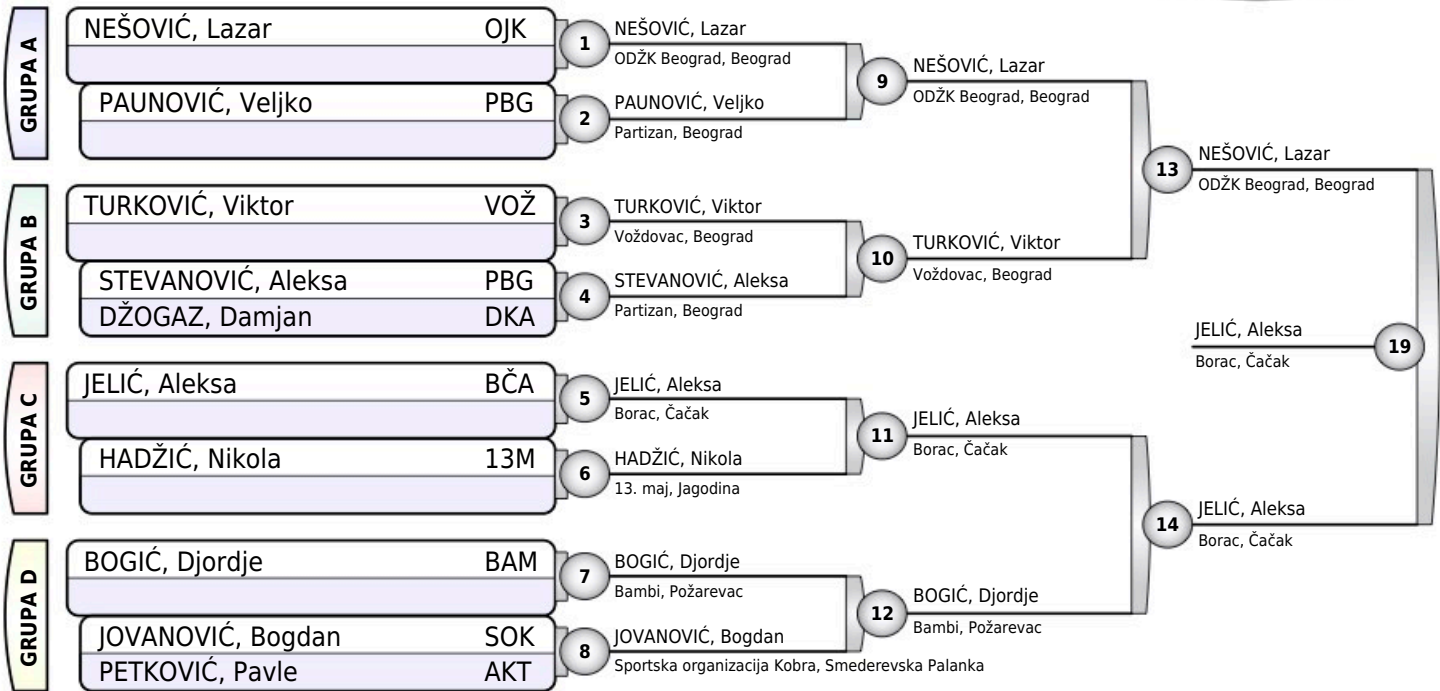 GRUPA A
NEŠOVIĆ, Lazar OJK
PAUNOVIĆ, Veljko PBG
1
NEŠOVIĆ, Lazar
ODŽK Beograd, Beograd
2
PAUNOVIĆ, Veljko
Partizan, Beograd
9
NEŠOVIĆ, Lazar
ODŽK Beograd, Beograd
GRUPA B
TURKOVIĆ, Viktor VOŽ
STEVANOVIĆ, Aleksa PBG
DŽOGAZ, Damjan DKA
3
TURKOVIĆ, Viktor
Voždovac, Beograd
4
STEVANOVIĆ, Aleksa
Partizan, Beograd
10
TURKOVIĆ, Viktor
Voždovac, Beograd
13
NEŠOVIĆ, Lazar
ODŽK Beograd, Beograd
GRUPA C
JELIĆ, Aleksa BČA
HADŽIĆ, Nikola 13M
5
JELIĆ, Aleksa
Borac, Čačak
6
HADŽIĆ, Nikola
13. maj, Jagodina
11
JELIĆ, Aleksa
Borac, Čačak
GRUPA D
BOGIĆ, Djordje BAM
JOVANOVIĆ, Bogdan SOK
PETKOVIĆ, Pavle AKT
7
BOGIĆ, Djordje
Bambi, Požarevac
8
JOVANOVIĆ, Bogdan
Sportska organizacija Kobra, Smederevska Palanka
12
BOGIĆ, Djordje
Bambi, Požarevac
14
JELIĆ, Aleksa
Borac, Čačak
JELIĆ, Aleksa
Borac, Čačak
19